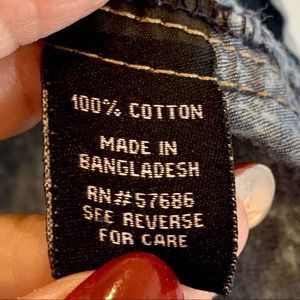 100% COTTON
MADE IN
BANGLADESH
RN#57686
SEE REVERSE
FOR CARE